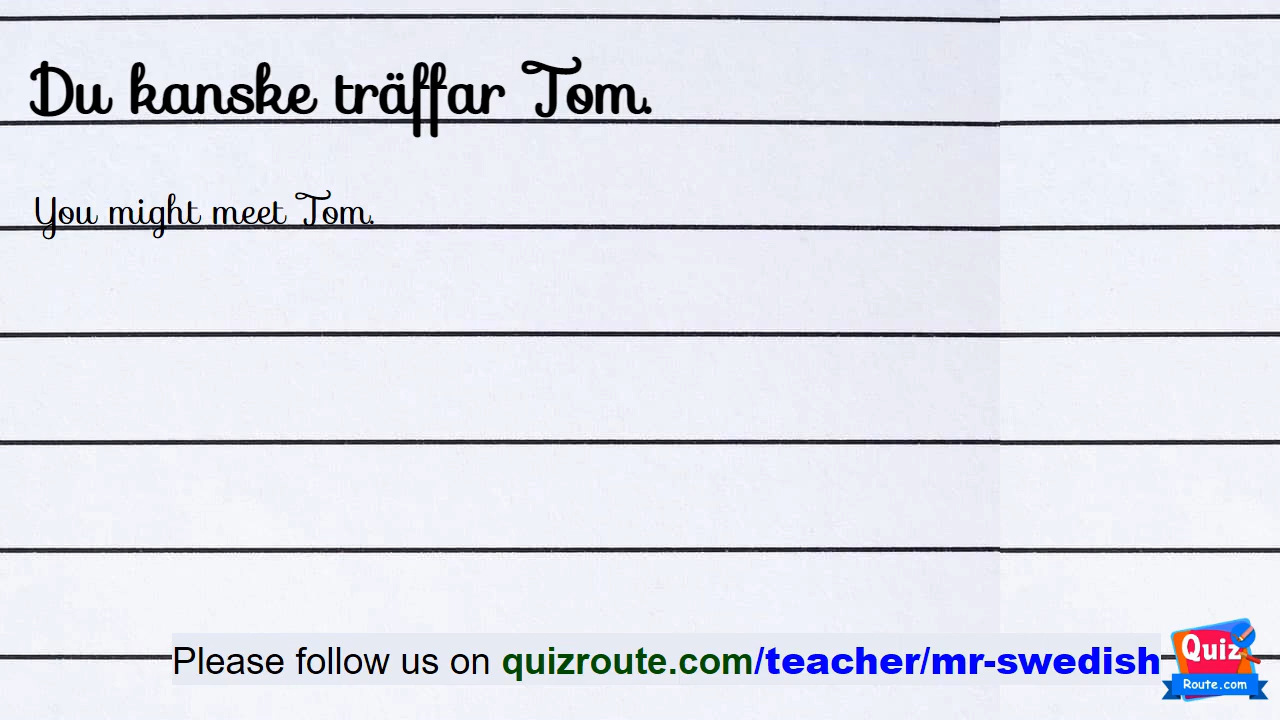 Du kanske träffar Tom.
You might meet Tom.
Please follow us on quizroute.com/teacher/mr-swedish
Quiz
Route.com